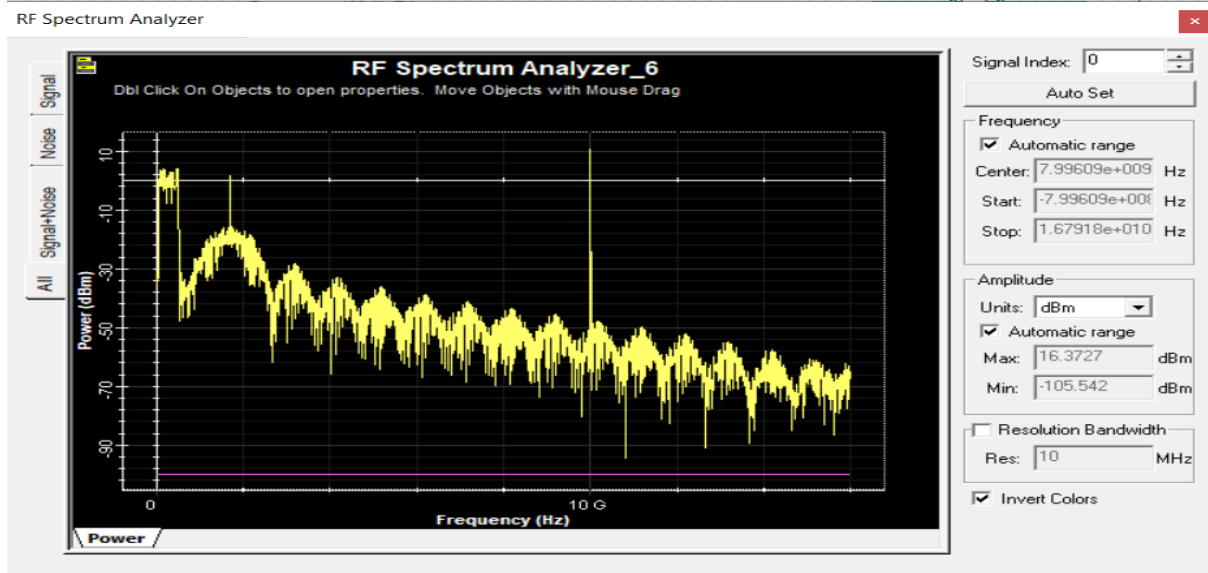 RF Spectrum Analyzer
×
Signal
Noise
Signal+Noise
All
RF Spectrum Analyzer_6
Dbl Click On Objects to open properties. Move Objects with Mouse Drag
Power (dBm)
10
-10
-30
-50
-70
-90
0
10 G
Frequency (Hz)
Power
Signal Index: 0
Auto Set
Frequency
Automatic range
Center: 7.99609e+009 Hz
Start: -7.99609e+008 Hz
Stop: 1.67918e+010 Hz
Amplitude
Units: dBm
Automatic range
Max: 16.3727 dBm
Min: -105.542 dBm
Resolution Bandwidth
Res: 10 MHz
Invert Colors